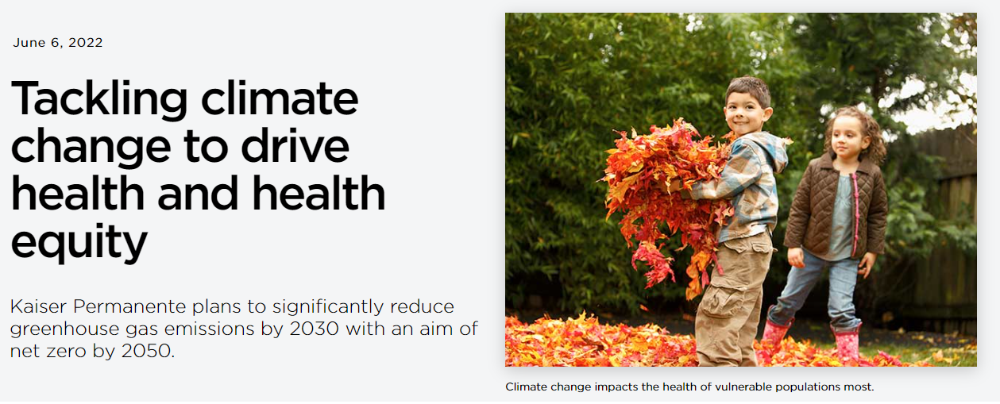 June 6, 2022
Tackling climate
change to drive
health and health
equity
Kaiser Permanente plans to significantly reduce
greenhouse gas emissions by 2030 with an aim of
net zero by 2050.
Climate change impacts the health of vulnerable populations most.